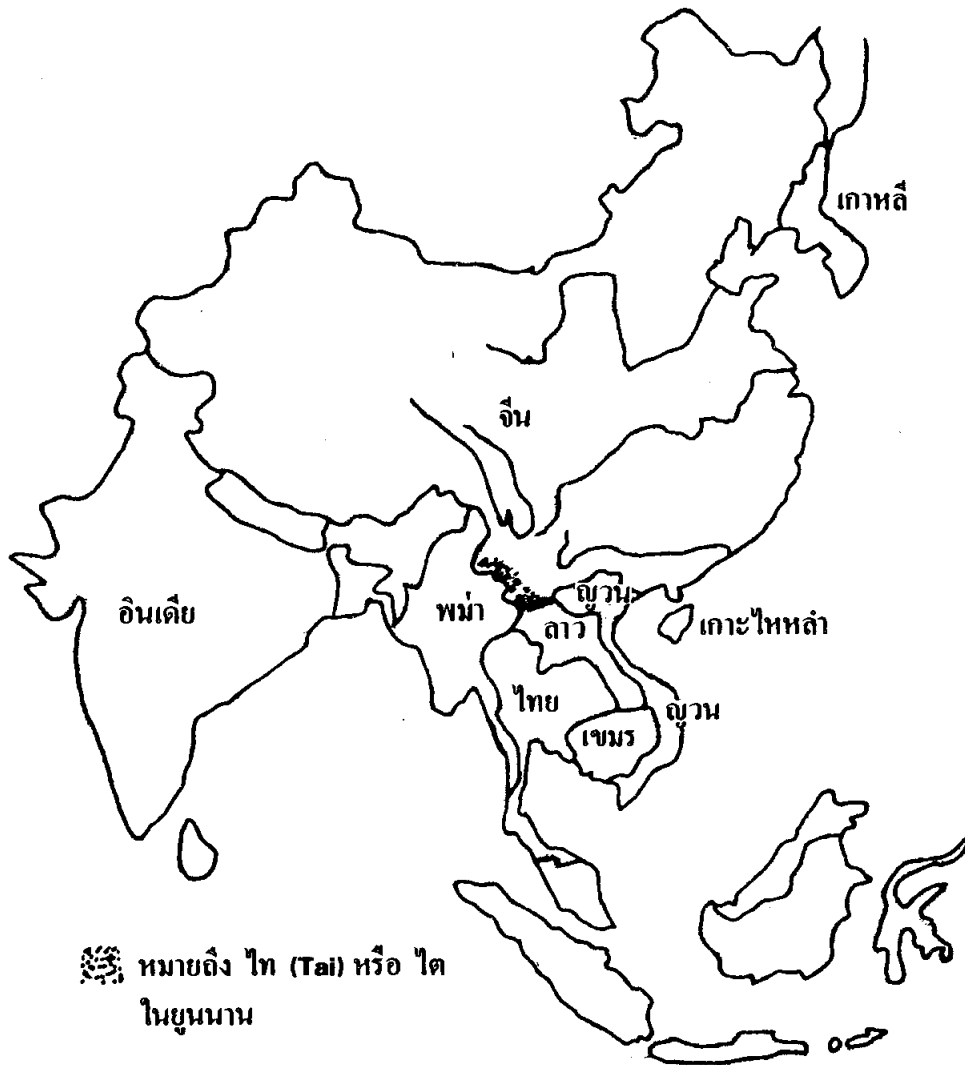 เกาหลี
จีน
อินเดีย
พม่า
ญวน
ลาว
เกาะไหหลำ
ไทย
ญวน
เขมร
หมายถึง ไท (Tai) หรือ ไต
ในยูนนาน